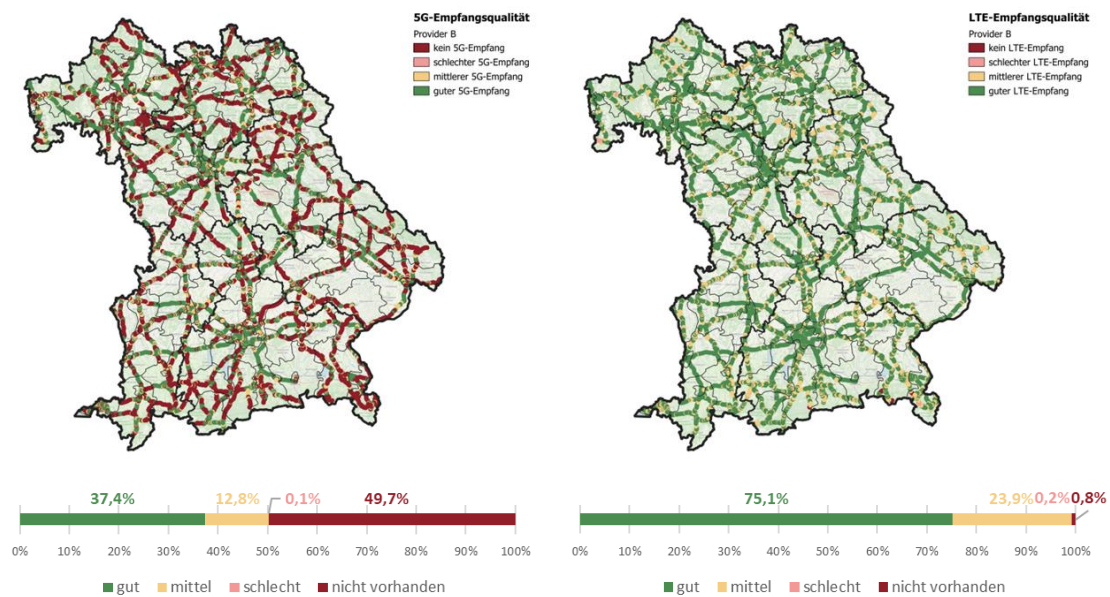 5G-Empfangsqualität
Provider B
kein 5G-Empfang
schlechter 5G-Empfang
mittlerer 5G-Empfang
guter 5G-Empfang
LTE-Empfangsqualität
Provider B
kein LTE-Empfang
schlechter LTE-Empfang
mittlerer LTE-Empfang
guter LTE-Empfang
37,4% 12,8% 0,1% 49,7%
0% 10% 20% 30% 40% 50% 60% 70% 80% 90% 100%
gut mittel schlecht nicht vorhanden
75,1% 23,9% 0,2% 0,8%
0% 10% 20% 30% 40% 50% 60% 70% 80% 90% 100%
gut mittel schlecht nicht vorhanden